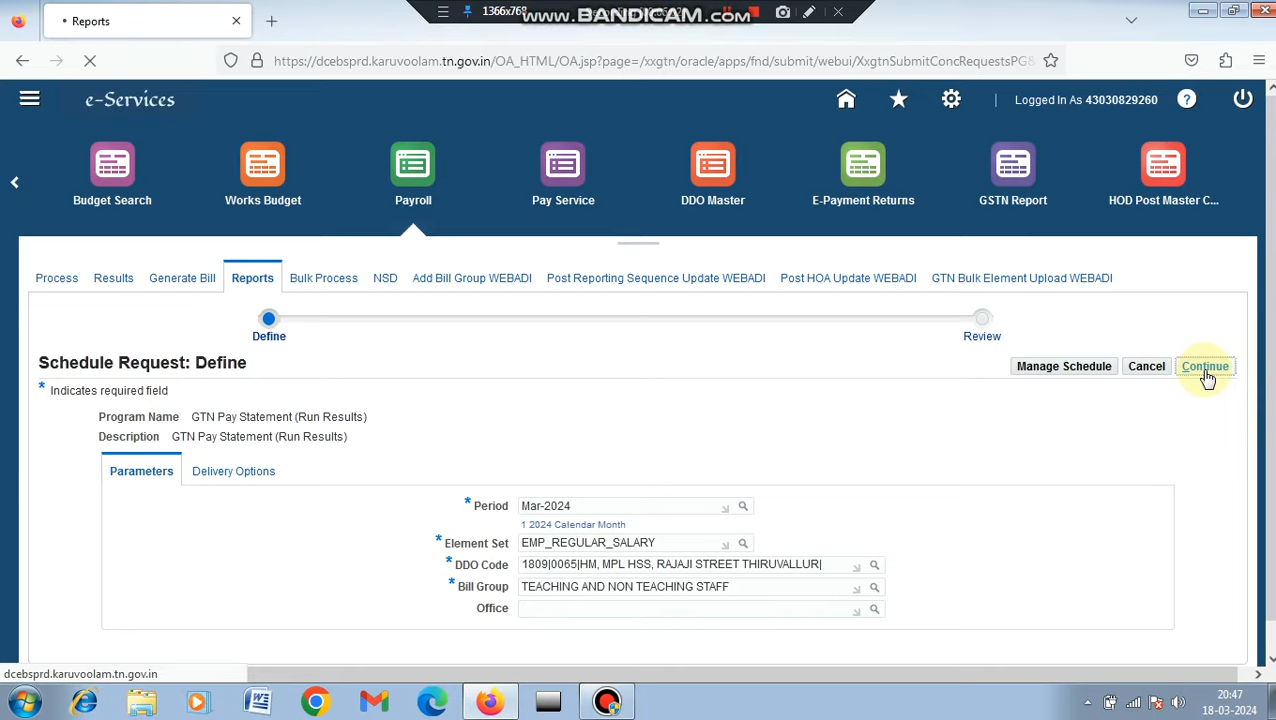 Reports
1366x768
www.BANDICAM.com
https://dcebsprd.karuvoolam.tn.gov.in/OA_HTML/OA.jsp?page=/xxgtn/oracle/apps/fnd/submit/webui/XxgtnSubmitConcRequestsPG&
e-Services
Logged In As 43030829260
Budget Search
Works Budget
Payroll
Pay Service
DDO Master
E-Payment Returns
GSTN Report
HOD Post Master C...
Process Results Generate Bill Reports Bulk Process NSD Add Bill Group WEBADI Post Reporting Sequence Update WEBADI Post HOA Update WEBADI GTN Bulk Element Upload WEBADI
Define
Review
Schedule Request: Define
Manage Schedule Cancel Continue
* Indicates required field
Program Name GTN Pay Statement (Run Results)
Description GTN Pay Statement (Run Results)
Parameters Delivery Options
* Period Mar-2024
1 2024 Calendar Month
* Element Set EMP_REGULAR_SALARY
* DDO Code 1809|0065|HM, MPL HSS, RAJAJI STREET THIRUVALLUR|
* Bill Group TEACHING AND NON TEACHING STAFF
Office
dcebsprd.karuvoolam.tn.gov.in
20:47
18-03-2024